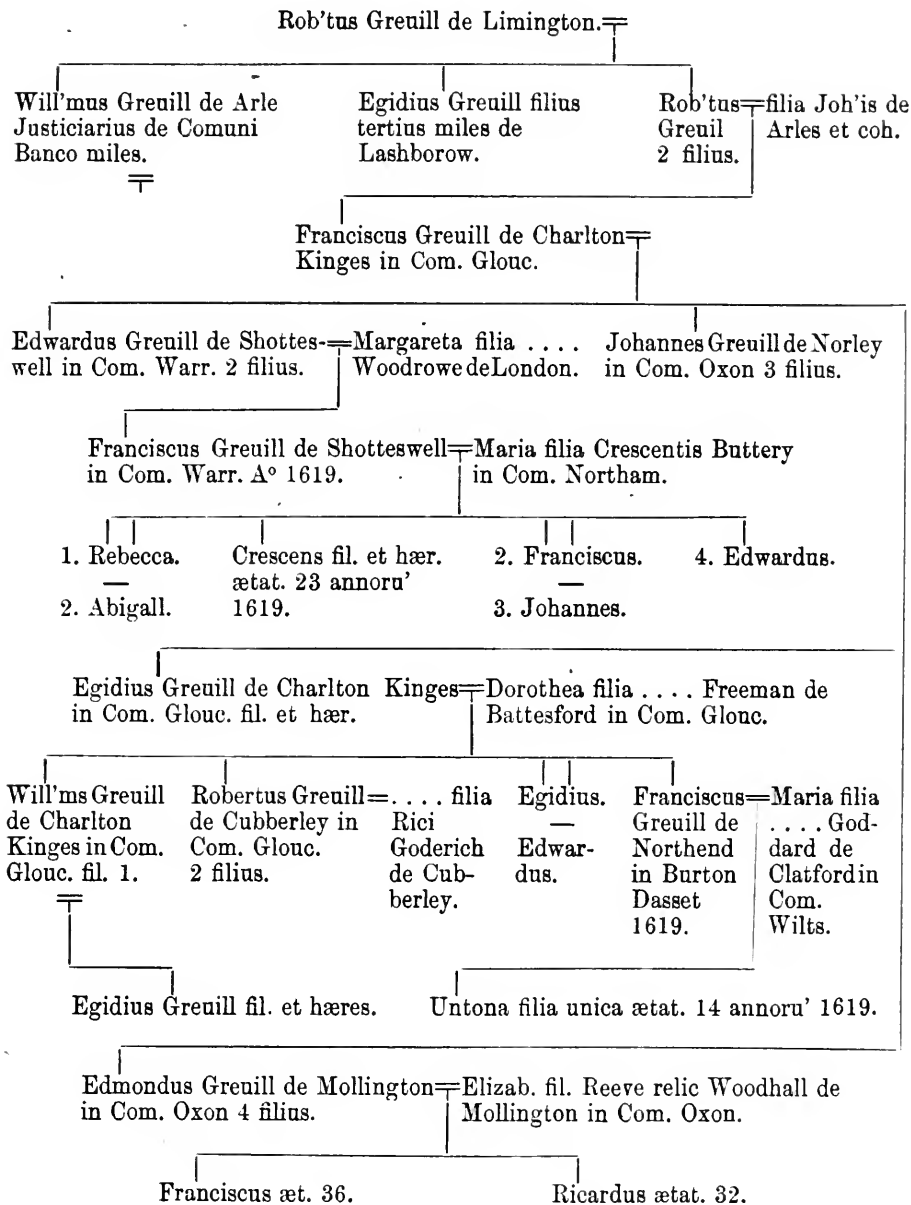 Rob'tus Greuill de Limington.
Will'mus Greuill de Arle
Justiciarius de Comuni
Banco miles.
Egidius Greuill filius
tertius miles de
Lashborow.
Rob'tus=filia Joh'is de
Greuil Arles et coh.
2 filius.
Franciscus Greuill de Charlton
Kinges in Com. Glouc.
Edwardus Greuill de Shottes-=Margareta filia . . . .
well in Com. Warr. 2 filius. Woodrowe de London.
Johannes Greuill de Norley
in Com. Oxon 3 filius.
Franciscus Greuill de Shotteswell=Maria filia Crescentis Buttery
in Com. Warr. Aº 1619. in Com. Northam.
1. Rebecca.
—
2. Abigall.
Crescens fil. et hær.
ætat. 23 annoru'
1619.
2. Franciscus.
—
3. Johannes.
4. Edwardus.
Egidius Greuill de Charlton Kinges=Dorothea filia . . . . Freeman de
in Com. Glouc. fil. et hær. Battesford in Com. Glouc.
Will'ms Greuill
de Charlton
Kinges in Com.
Glouc. fil. 1.
Robertus Greuill=. . . . filia
de Cubberley in Rici
Com. Glouc. Goderich
2 filius. de Cub-
berley.
Egidius.
—
Edwar-
dus.
Franciscus=Maria filia
Greuill de . . . . God-
Northend dard de
in Burton Clatford in
Dasset Com.
1619. Wilts.
Egidius Greuill fil. et hæres.
Untona filia unica ætat. 14 annoru' 1619.
Edmondus Greuill de Mollington=Elizab. fil. Reeve relic Woodhall de
in Com. Oxon 4 filius. Mollington in Com. Oxon.
Franciscus æt. 36.
Ricardus ætat. 32.